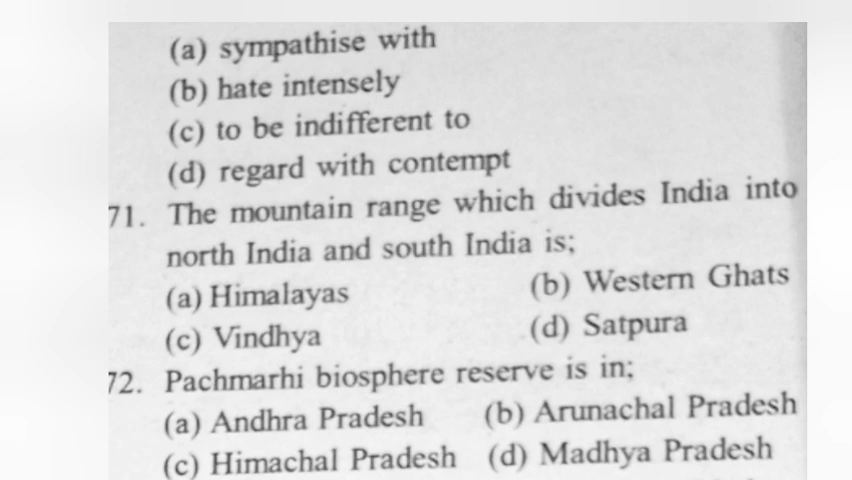 (a) sympathise with
(b) hate intensely
(c) to be indifferent to
(d) regard with contempt
71. The mountain range which divides India into
north India and south India is;
(a) Himalayas (b) Western Ghats
(c) Vindhya (d) Satpura
72. Pachmarhi biosphere reserve is in;
(a) Andhra Pradesh (b) Arunachal Pradesh
(c) Himachal Pradesh (d) Madhya Pradesh